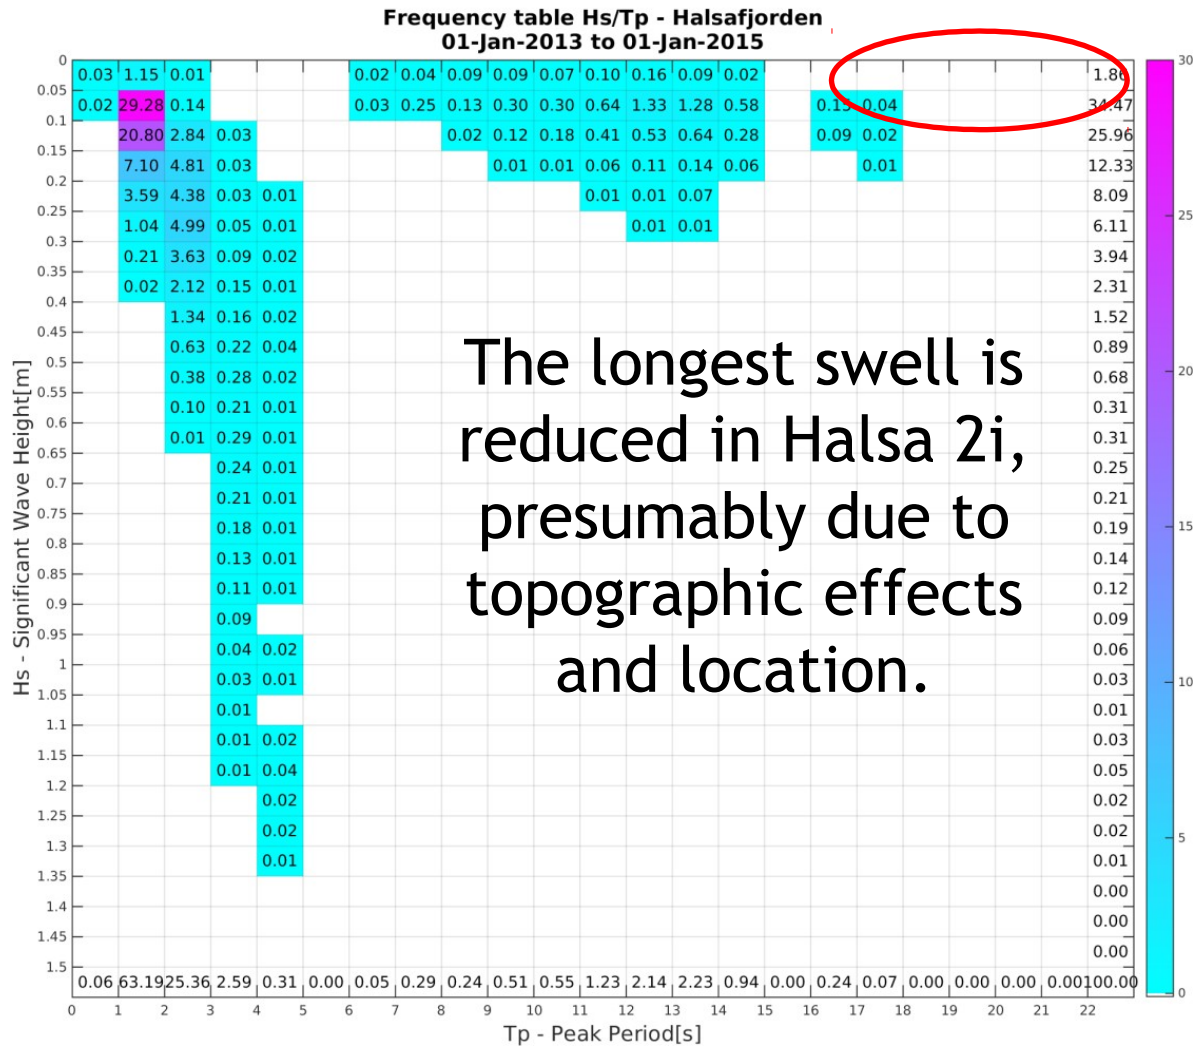 Frequency table Hs/Tp - Halsafjorden
01-Jan-2013 to 01-Jan-2015
0 0.03 1.15 0.01 0.02 0.04 0.09 0.09 0.07 0.10 0.16 0.09 0.02 1.86 30
0.05 0.02 29.28 0.14 0.03 0.25 0.13 0.30 0.30 0.64 1.33 1.28 0.58 0.15 0.04 34.47
0.1 20.80 2.84 0.03 0.02 0.12 0.18 0.41 0.53 0.64 0.28 0.09 0.02 25.96
0.15 7.10 4.81 0.03 0.01 0.01 0.06 0.11 0.14 0.06 0.01 12.33
0.2 3.59 4.38 0.03 0.01 0.01 0.01 0.07 8.09
0.25 1.04 4.99 0.05 0.01 0.01 0.01 6.11 25
0.3 0.21 3.63 0.09 0.02 3.94
0.35 0.02 2.12 0.15 0.01 2.31
0.4 1.34 0.16 0.02 1.52
0.45 0.63 0.22 0.04 0.89
0.5 0.38 0.28 0.02 0.68 20
0.55 0.10 0.21 0.01 0.31
0.6 0.01 0.29 0.01 0.31
0.65 0.24 0.01 0.25
0.7 0.21 0.01 0.21
0.75 0.18 0.01 0.19 15
0.8 0.13 0.01 0.14
0.85 0.11 0.01 0.12
0.9 0.09 0.09
0.95 0.04 0.02 0.06
1 0.03 0.01 0.03 10
1.05 0.01 0.01
1.1 0.01 0.02 0.03
1.15 0.01 0.04 0.05
1.2 0.02 0.02
1.25 0.02 0.02 5
1.3 0.01 0.01
1.35 0.00
1.4 0.00
1.45 0.00
1.5 0.06 63.19 25.36 2.59 0.31 0.00 0.05 0.29 0.24 0.51 0.55 1.23 2.14 2.23 0.94 0.00 0.24 0.07 0.00 0.00 0.00 0.00 100.00 0
0 1 2 3 4 5 6 7 8 9 10 11 12 13 14 15 16 17 18 19 20 21 22
Tp - Peak Period[s]
Hs - Significant Wave Height[m]
The longest swell is
reduced in Halsa 2i,
presumably due to
topographic effects
and location.